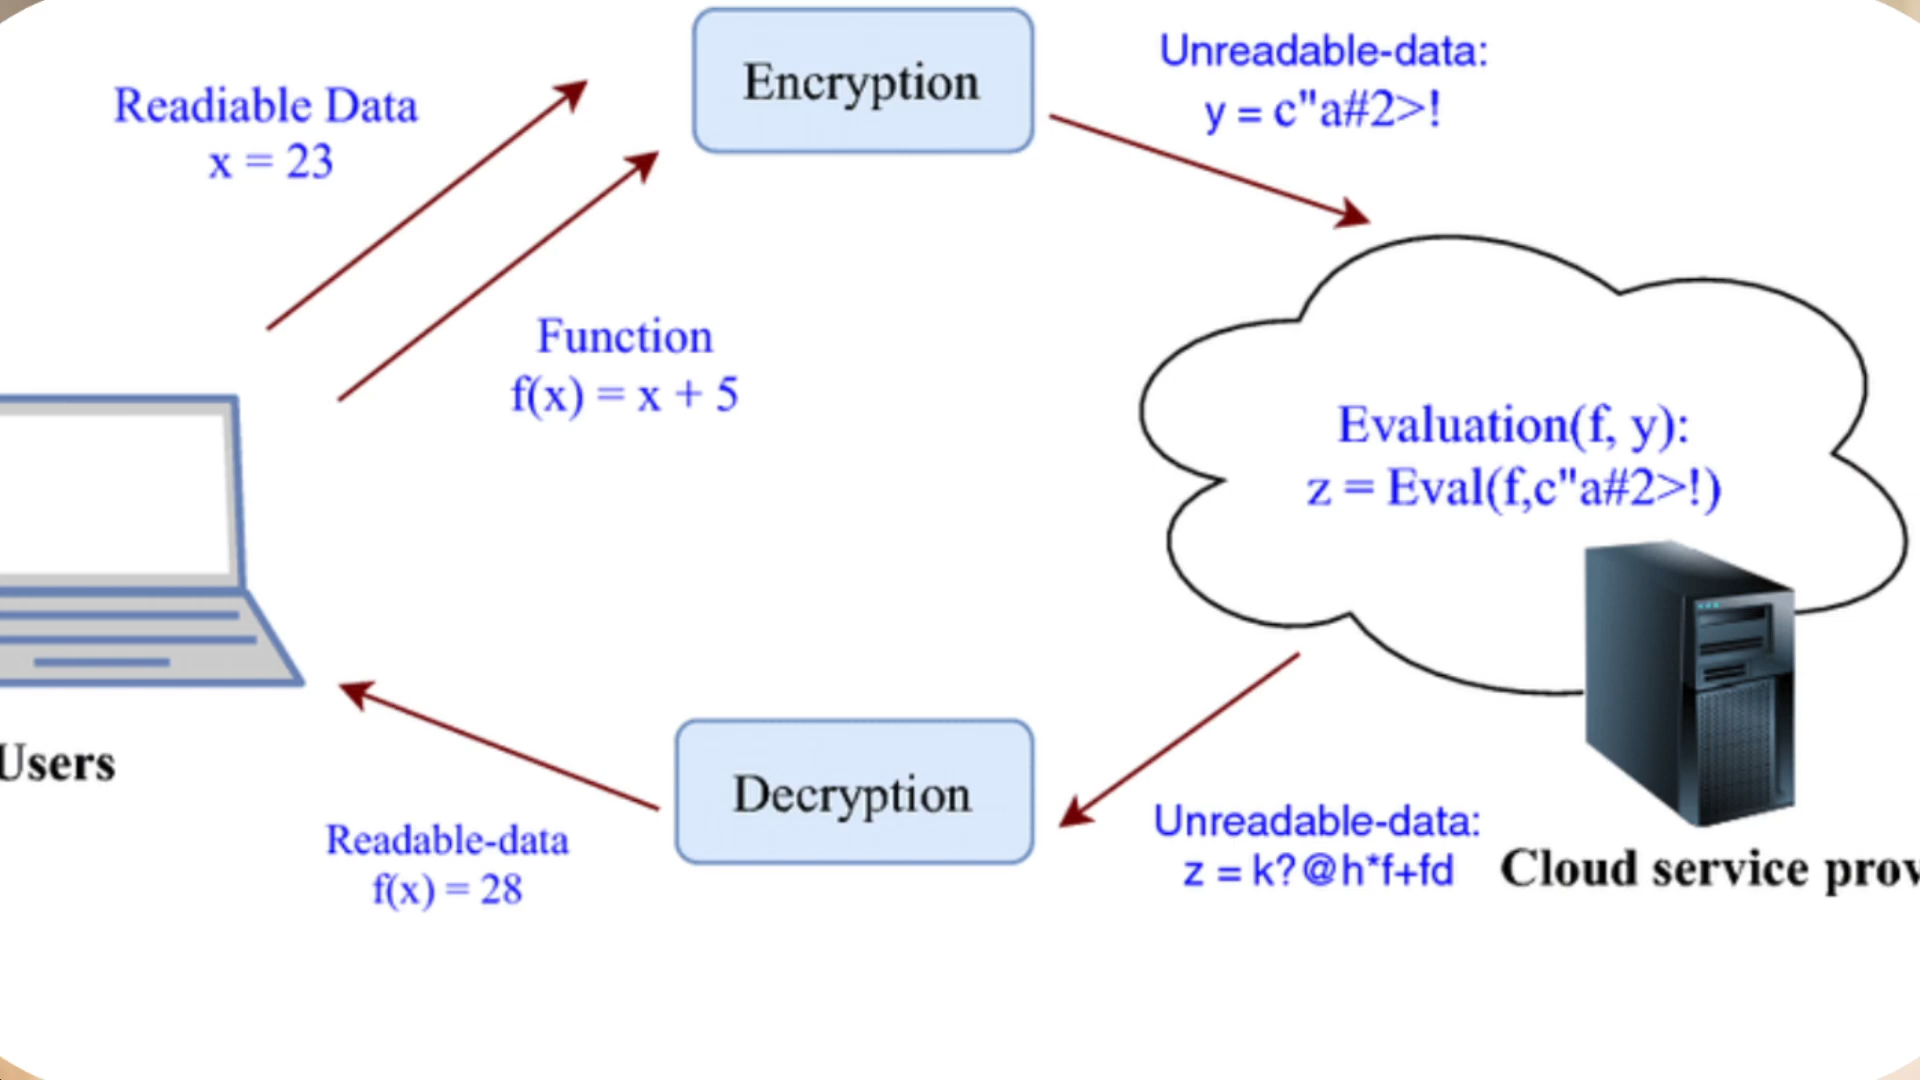 Encryption
Unreadable-data:
y = c"a#2>!
Readiable Data
x = 23
Function
f(x) = x + 5
Evaluation(f, y):
z = Eval(f,c"a#2>!)
Users
Decryption
Readable-data
f(x) = 28
Unreadable-data:
z = k?@h*f+fd
Cloud service prov